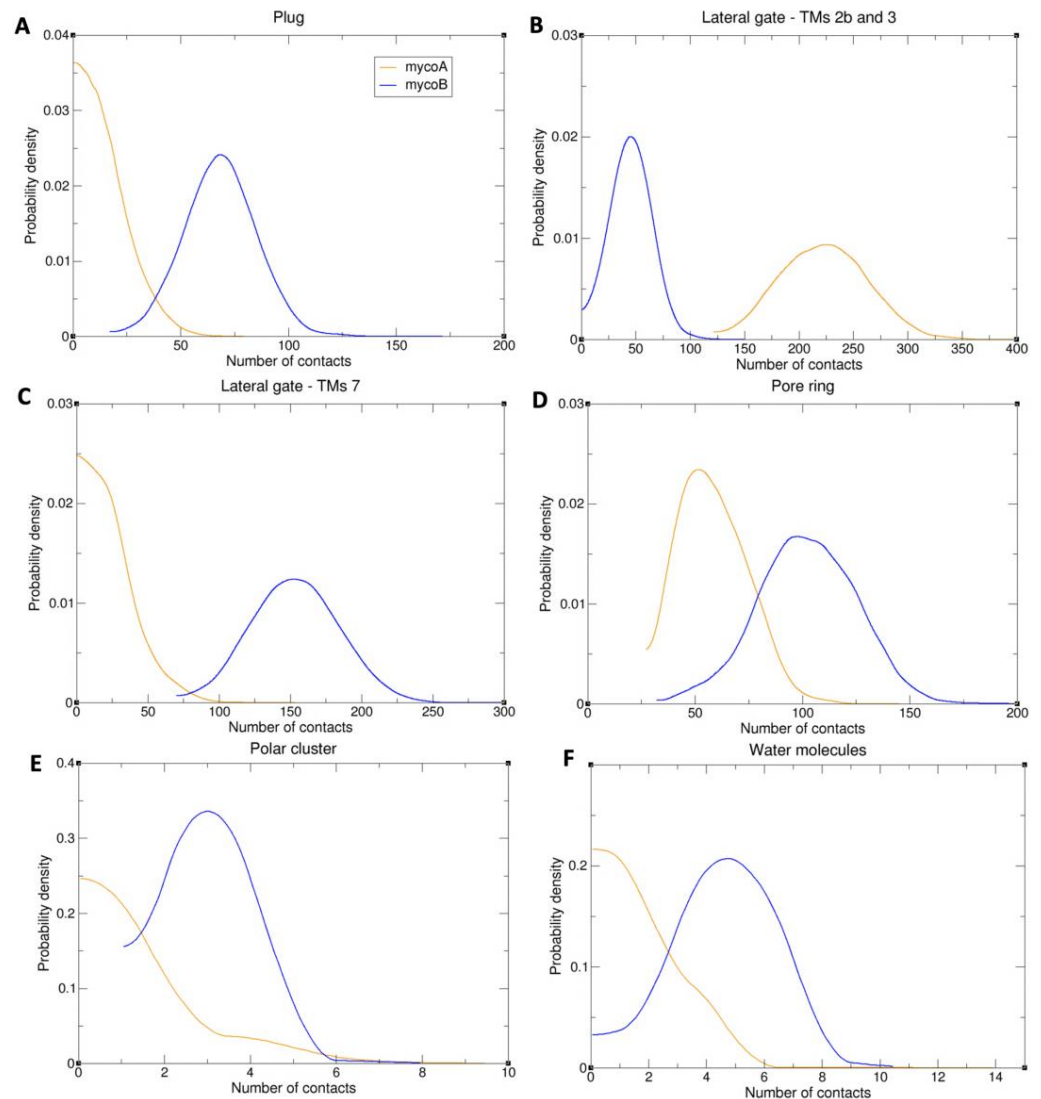 A
Plug
0.04
0.03
0.02
0.01
0
Probability density
mycoA
mycoB
0
50
100
150
200
Number of contacts
B
Lateral gate - TMs 2b and 3
0.03
0.02
0.01
0
Probability density
0
50
100
150
200
250
300
350
400
Number of contacts
C
Lateral gate - TMs 7
0.03
0.02
0.01
0
Probability density
0
50
100
150
200
250
300
Number of contacts
D
Pore ring
0.03
0.02
0.01
0
Probability density
0
50
100
150
200
Number of contacts
E
Polar cluster
0.4
0.3
0.2
0.1
0
Probability density
0
2
4
6
8
10
Number of contacts
F
Water molecules
0.2
0.1
0
Probability density
0
2
4
6
8
10
12
14
Number of contacts